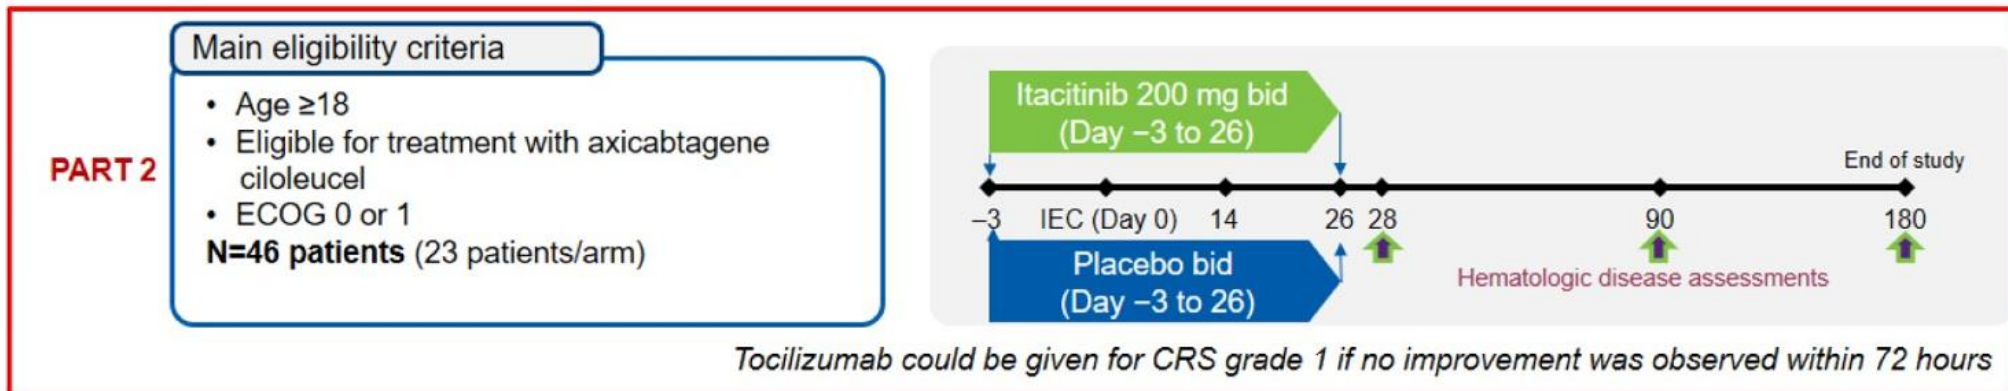 PART 2
Main eligibility criteria
• Age ≥18
• Eligible for treatment with axicabtagene
ciloleucel
• ECOG 0 or 1
N=46 patients (23 patients/arm)
Itacitinib 200 mg bid
(Day –3 to 26)
End of study
–3 IEC (Day 0) 14 26 28 90 180
Placebo bid
(Day –3 to 26)
Hematologic disease assessments
Tocilizumab could be given for CRS grade 1 if no improvement was observed within 72 hours